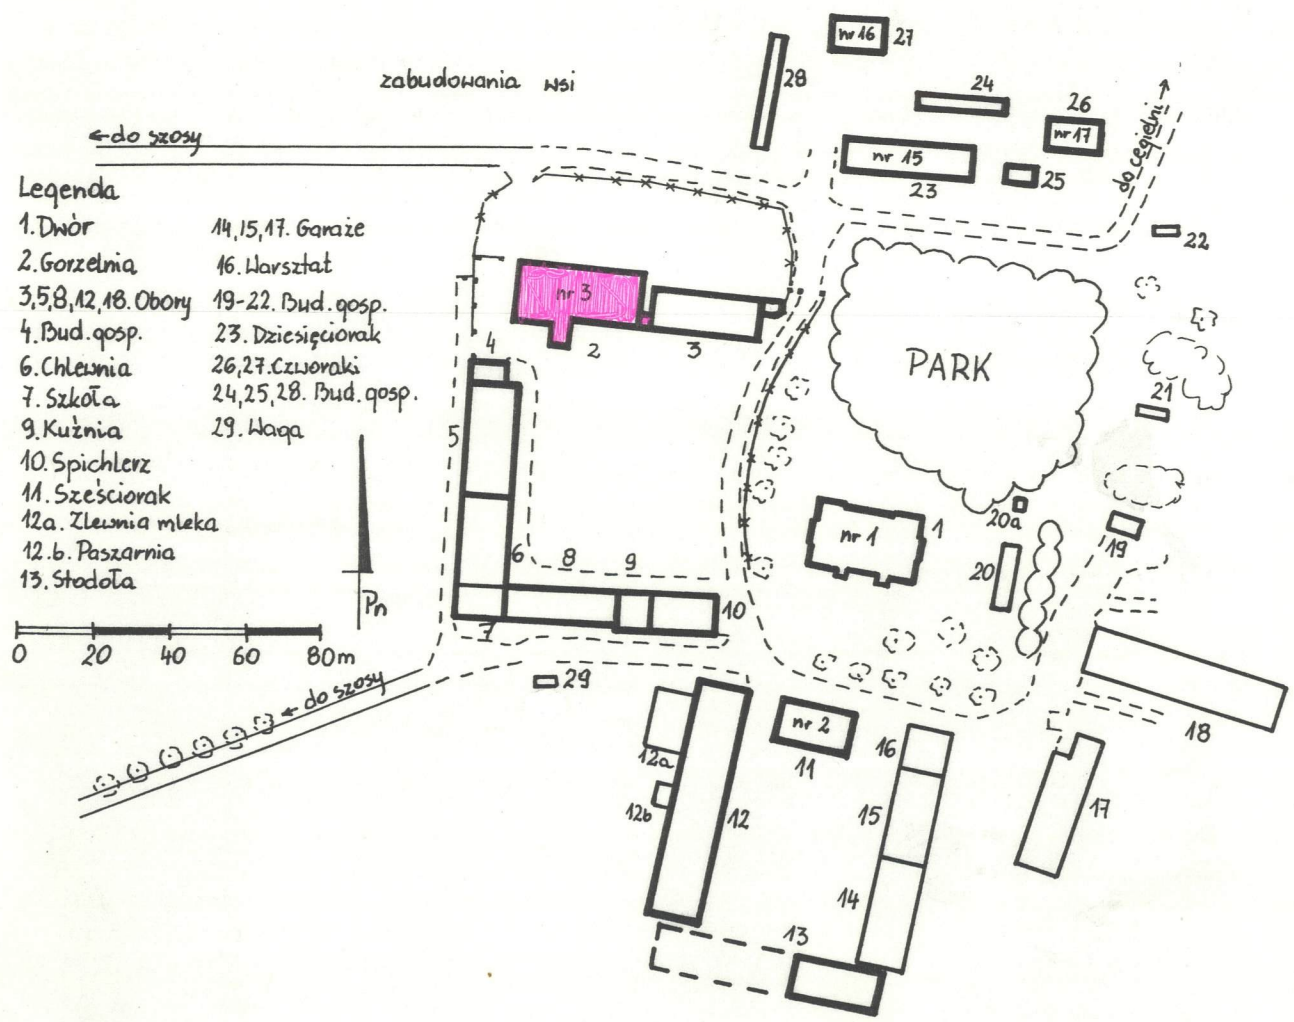 zabudowania wsi
←do szosy
Legenda
1. Dwór
2. Gorzelnia
3,5,8,12,18. Obory
4. Bud. gosp.
6. Chlewnia
7. Szkoła
9. Kuźnia
10. Spichlerz
11. Sześciorak
12a. Zlewnia mleka
12.b. Paszarnia
13. Stodoła
14,15,17. Garaże
16. Warsztat
19-22. Bud. gosp.
23. Dziesięciorak
26,27. Czworaki
24,25,28. Bud. gosp.
29. Waga
Pn
0 20 40 60 80m
← do szosy
do cegielni →
PARK
nr 16
27
28
24
26
nr 17
nr 15
23
25
22
nr 3
2
3
4
5
6
8
9
10
7
21
nr 1
1
20a
20
19
29
12a
12b
12
nr 2
11
16
15
14
13
17
18